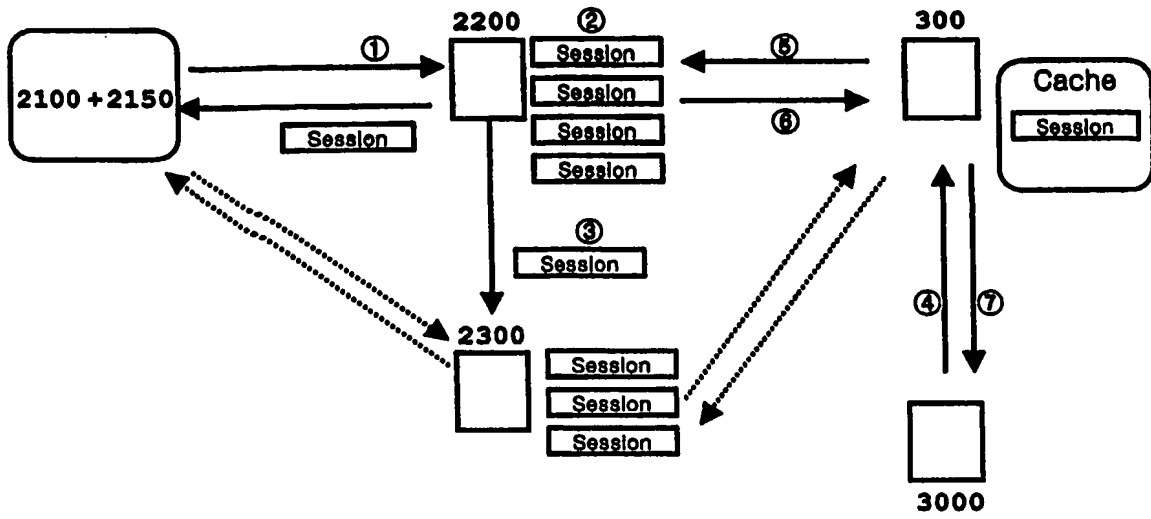 2200
②
300
①
Session
⑤
Cache
2100+2150
Session
Session
Session
⑥
Session
Session
③
Session
④
⑦
2300
Session
Session
Session
3000